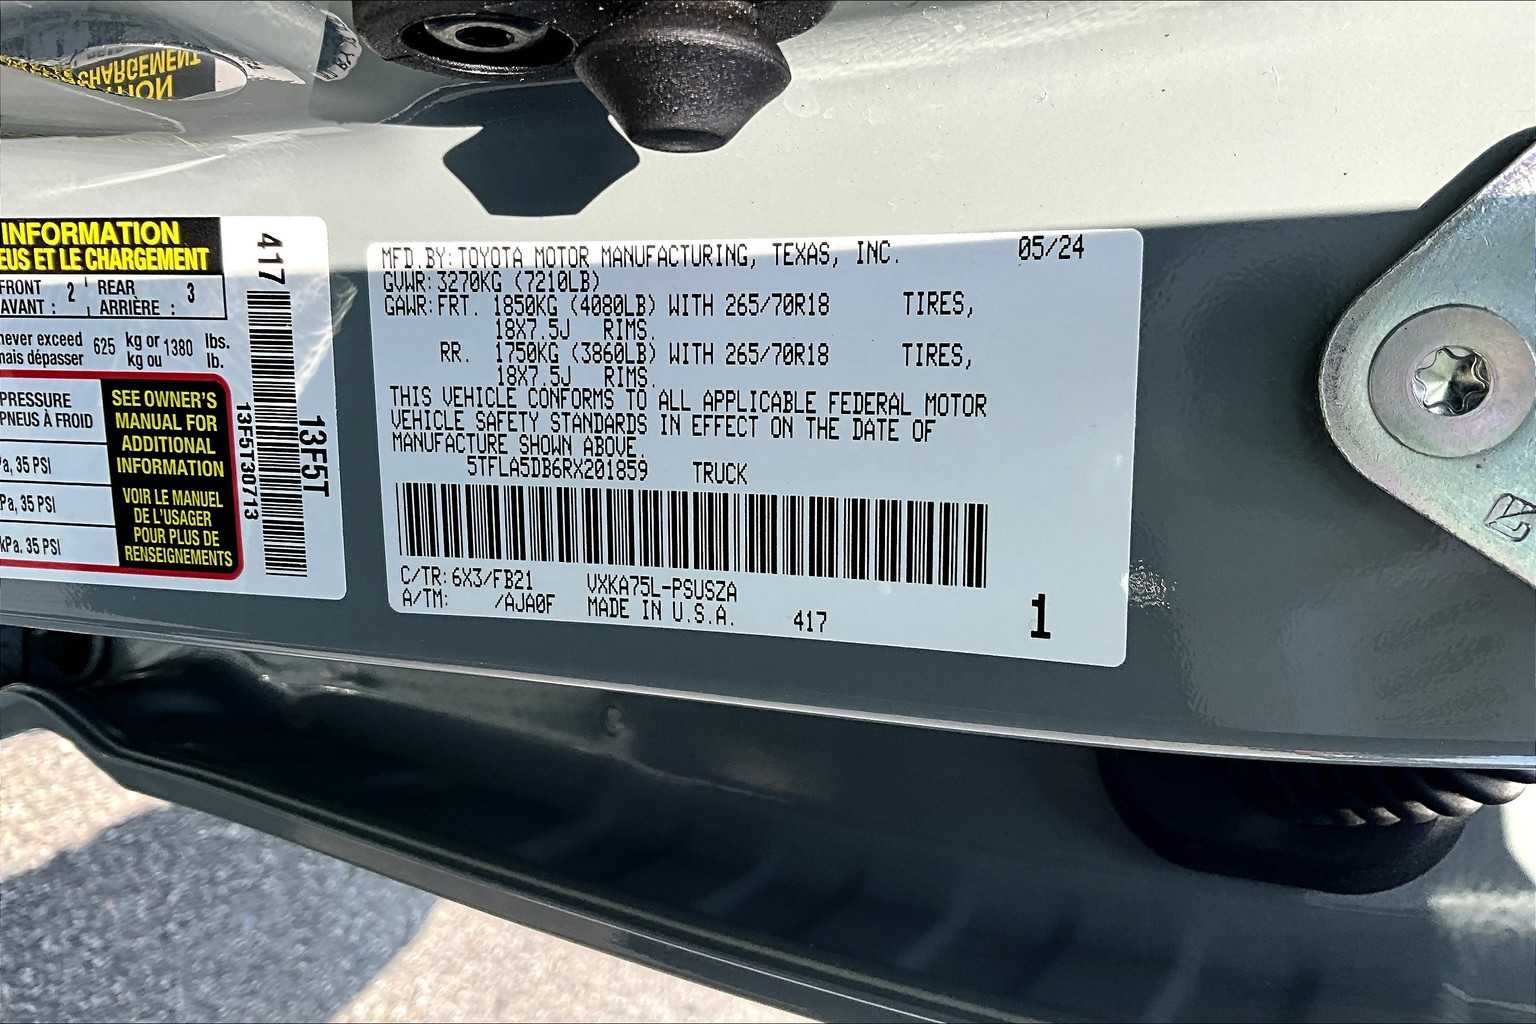 CHARGEMENT
INFORMATION
EUS ET LE CHARGEMENT
FRONT
AVANT : 2
REAR
ARRIÈRE : 3
never exceed
mais dépasser
625 kg or 1380 lbs.
kg ou lb.
PRESSURE
PNEUS À FROID
Pa, 35 PSI
kPa, 35 PSI
kPa, 35 PSI
SEE OWNER'S
MANUAL FOR
ADDITIONAL
INFORMATION
VOIR LE MANUEL
DE L'USAGER
POUR PLUS DE
RENSEIGNEMENTS
417
13F5T30713
13F5T
MFD. BY: TOYOTA MOTOR MANUFACTURING, TEXAS, INC. 05/24
GVWR: 3270KG (7210LB)
GAWR: FRT. 1850KG (4080LB) WITH 265/70R18 TIRES,
18X7.5J RIMS.
RR. 1750KG (3860LB) WITH 265/70R18 TIRES,
18X7.5J RIMS.
THIS VEHICLE CONFORMS TO ALL APPLICABLE FEDERAL MOTOR
VEHICLE SAFETY STANDARDS IN EFFECT ON THE DATE OF
MANUFACTURE SHOWN ABOVE.
5TFLA5DB6RX201859 TRUCK
C/TR: 6X3/FB21 VXKA75L-PSUSZA
A/TM: /AJA0F MADE IN U.S.A. 417
1